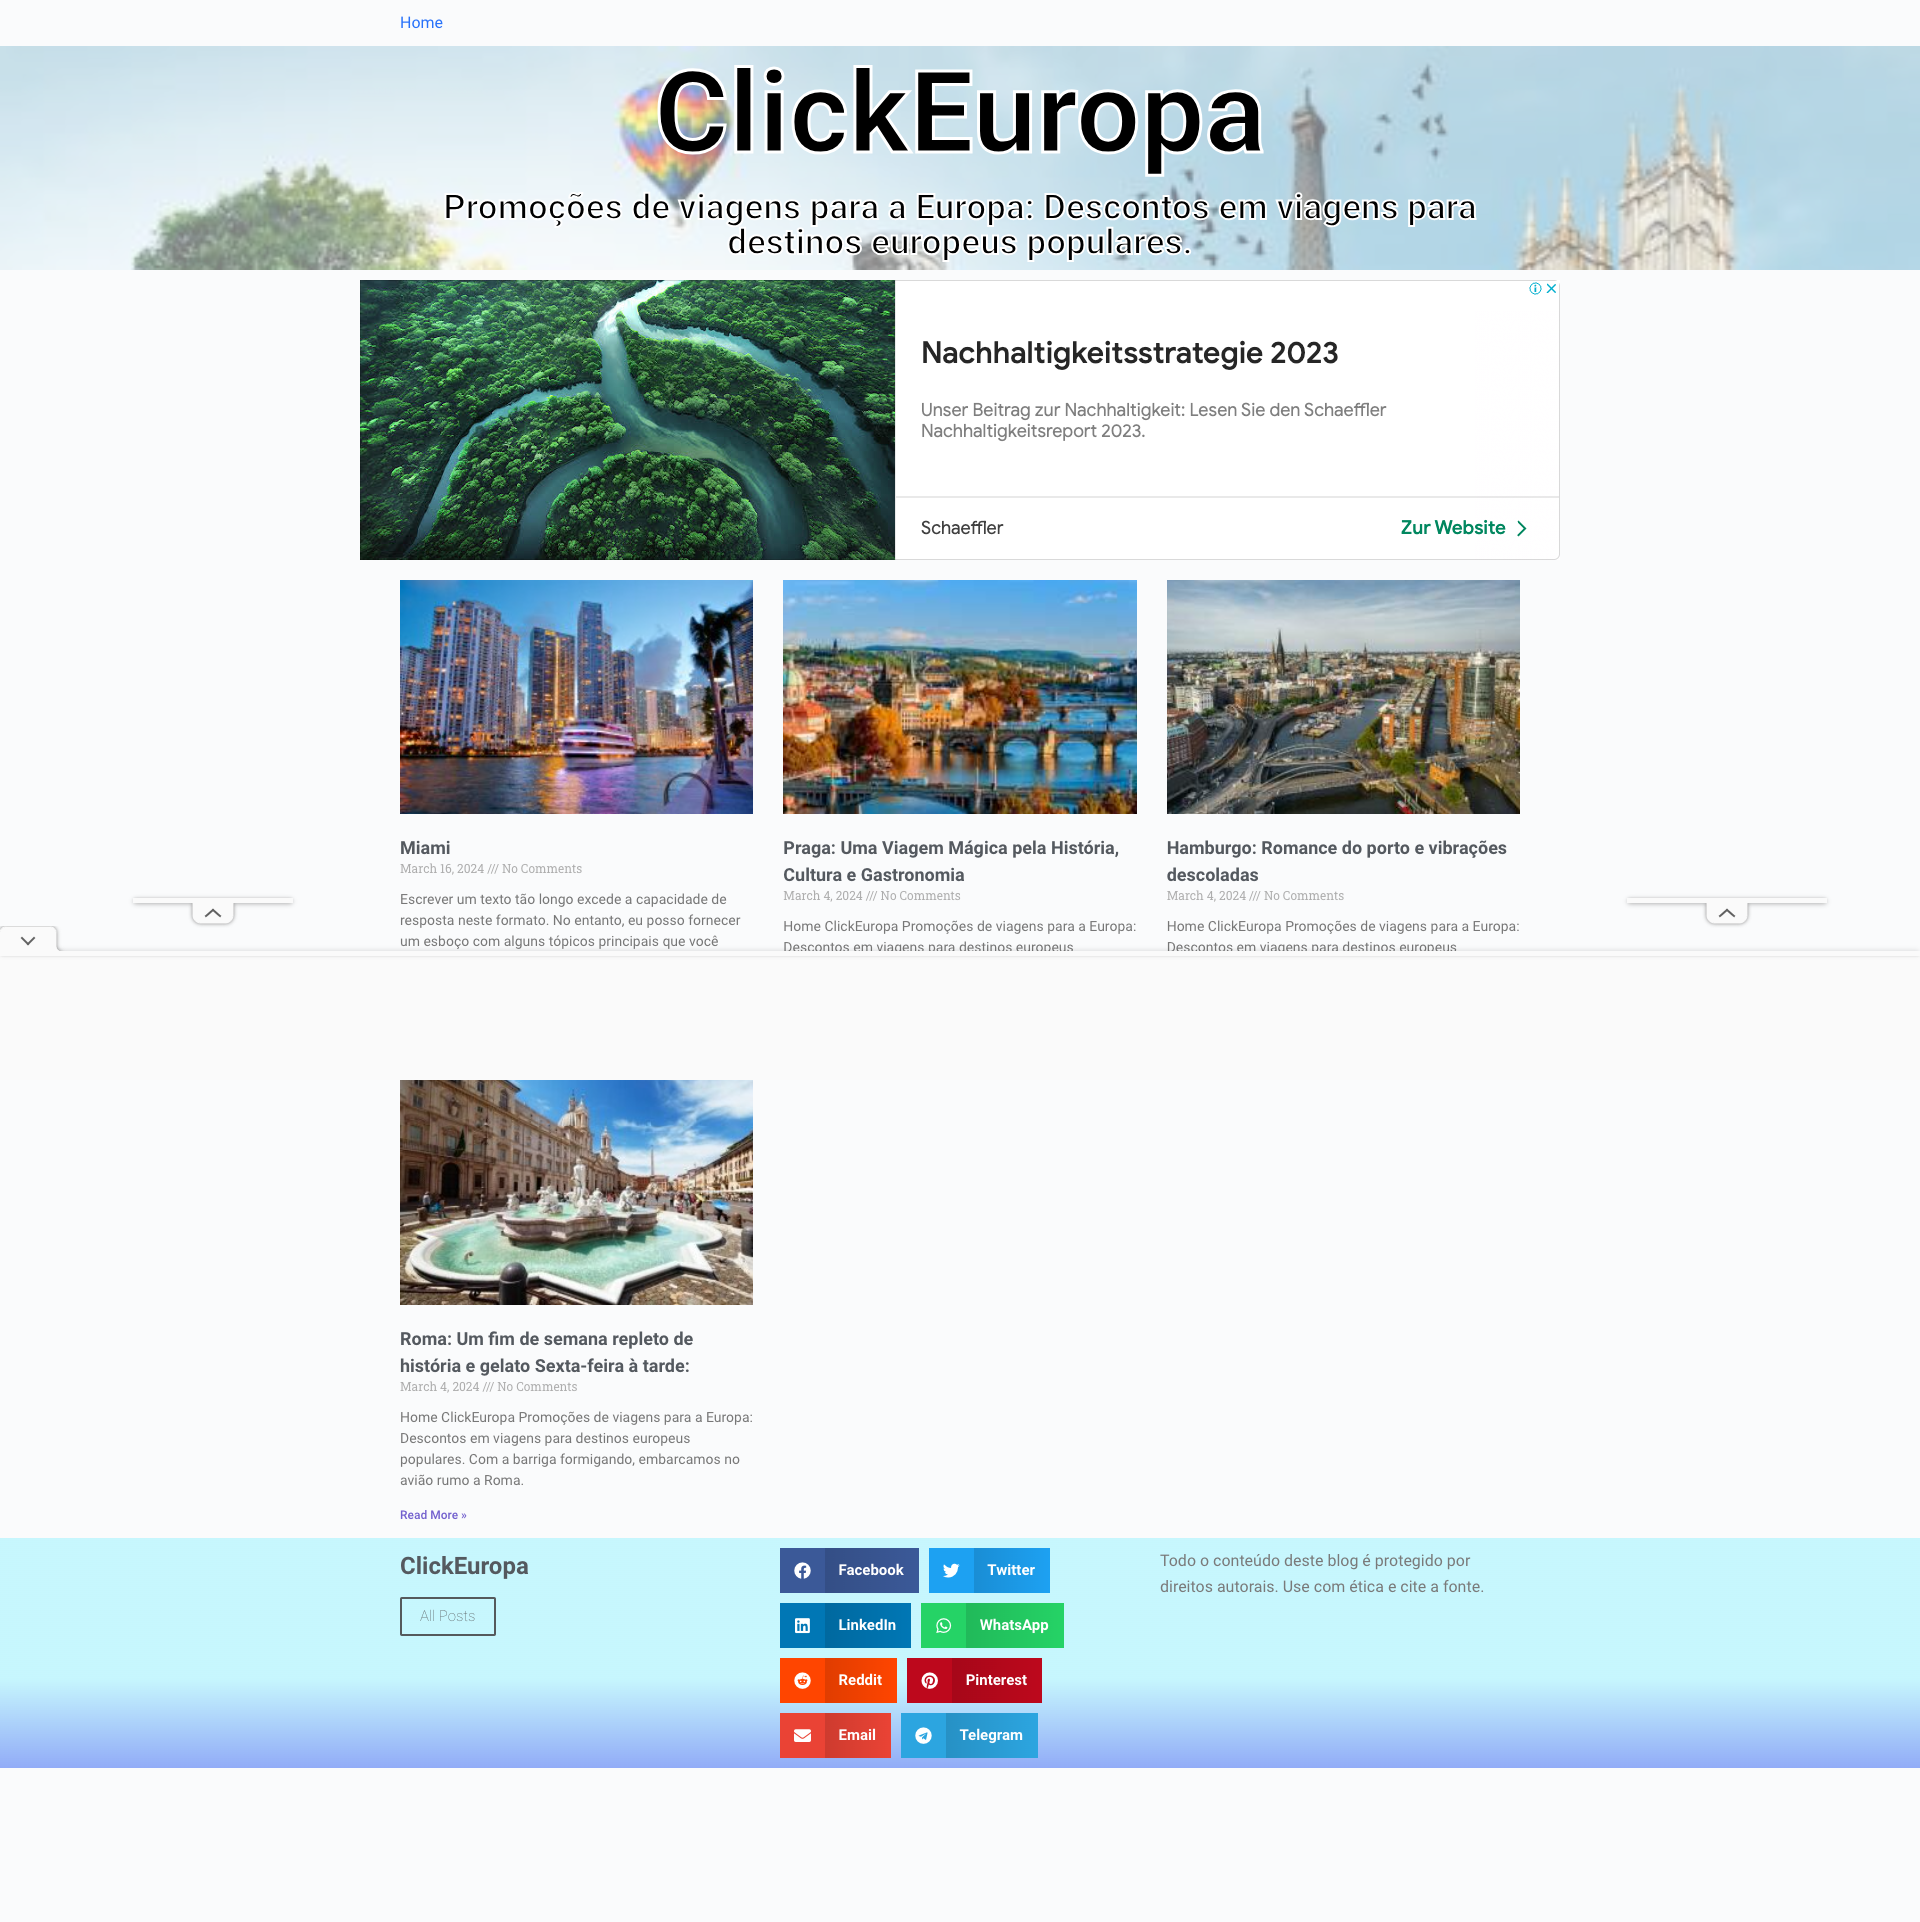 Home
ClickEuropa
Promoções de viagens para a Europa: Descontos em viagens para
destinos europeus populares.
Nachhaltigkeitsstrategie 2023
Unser Beitrag zur Nachhaltigkeit: Lesen Sie den Schaeffler
Nachhaltigkeitsreport 2023.
Schaeffler
Zur Website
Miami
March 16, 2024 /// No Comments
Escrever um texto tão longo excede a capacidade de
resposta neste formato. No entanto, eu posso fornecer
um esboço com alguns tópicos principais que você
Praga: Uma Viagem Mágica pela História,
Cultura e Gastronomia
March 4, 2024 /// No Comments
Home ClickEuropa Promoções de viagens para a Europa:
Descontos em viagens para destinos europeus
Hamburgo: Romance do porto e vibrações
descoladas
March 4, 2024 /// No Comments
Home ClickEuropa Promoções de viagens para a Europa:
Descontos em viagens para destinos europeus
Roma: Um fim de semana repleto de
história e gelato Sexta-feira à tarde:
March 4, 2024 /// No Comments
Home ClickEuropa Promoções de viagens para a Europa:
Descontos em viagens para destinos europeus
populares. Com a barriga formigando, embarcamos no
avião rumo a Roma.
Read More »
ClickEuropa
All Posts
Facebook
Twitter
LinkedIn
WhatsApp
Reddit
Pinterest
Email
Telegram
Todo o conteúdo deste blog é protegido por
direitos autorais. Use com ética e cite a fonte.